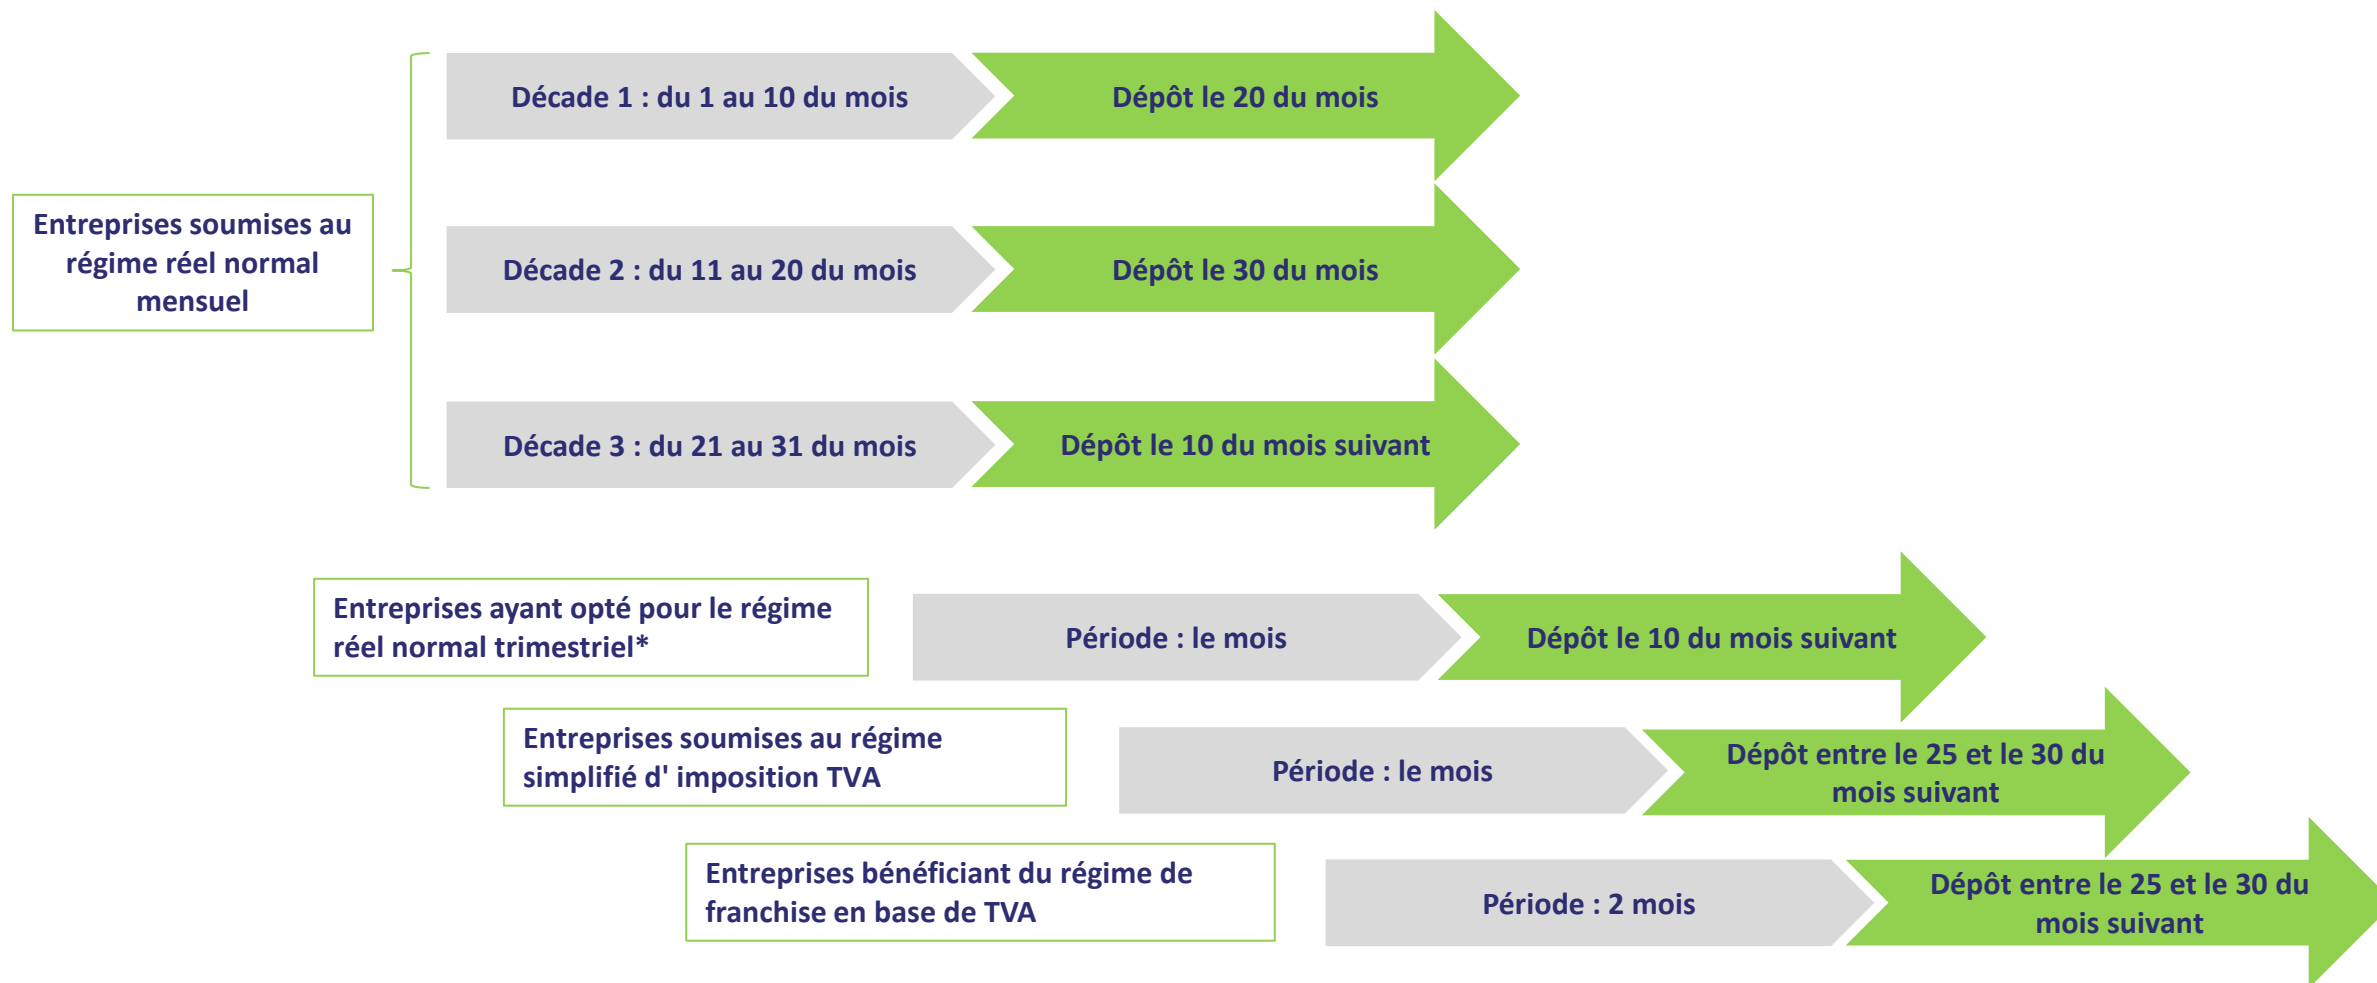 Entreprises soumises au
régime réel normal
mensuel
Décade 1 : du 1 au 10 du mois
Dépôt le 20 du mois
Décade 2 : du 11 au 20 du mois
Dépôt le 30 du mois
Décade 3 : du 21 au 31 du mois
Dépôt le 10 du mois suivant
Entreprises ayant opté pour le régime
réel normal trimestriel*
Période : le mois
Dépôt le 10 du mois suivant
Entreprises soumises au régime
simplifié d' imposition TVA
Période : le mois
Dépôt entre le 25 et le 30 du
mois suivant
Entreprises bénéficiant du régime de
franchise en base de TVA
Période : 2 mois
Dépôt entre le 25 et le 30 du
mois suivant